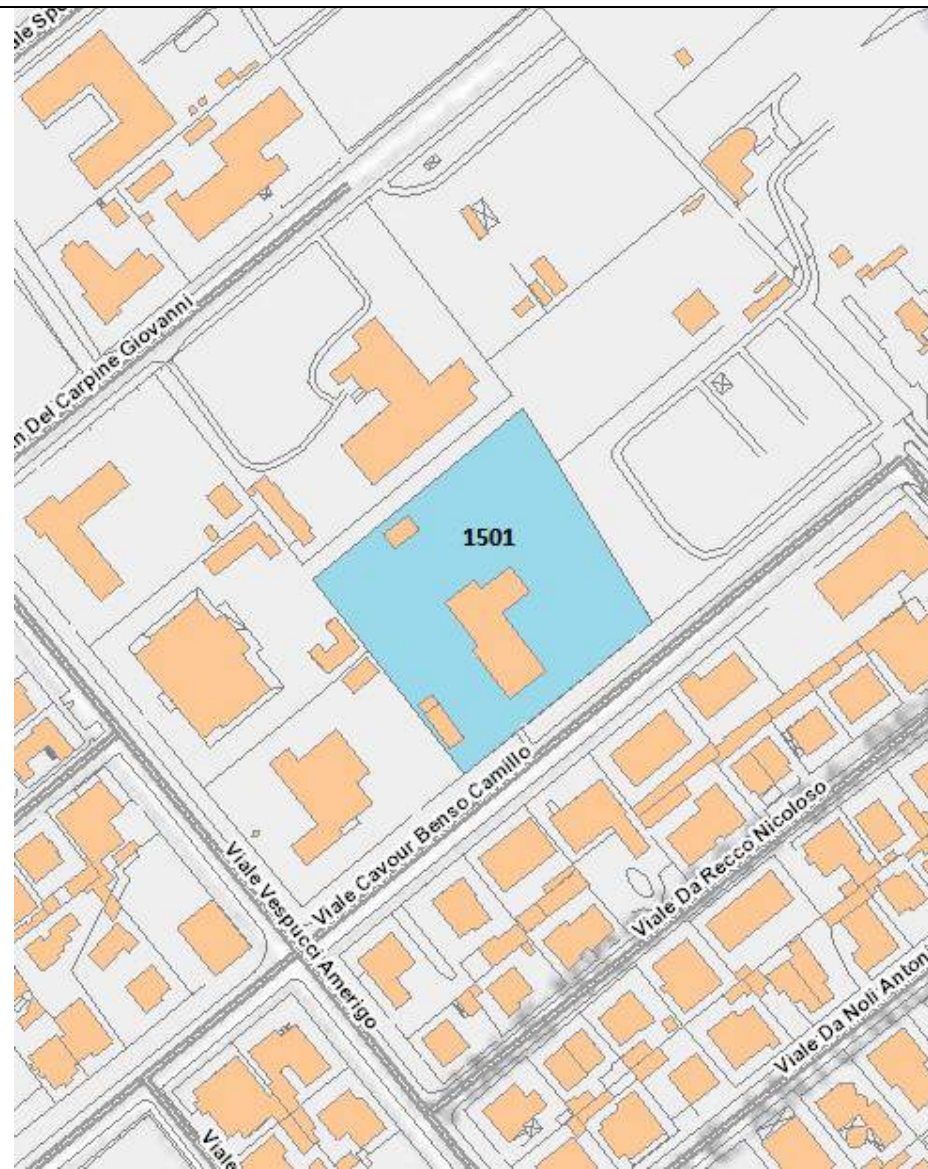 ale Spe
n Del Carpine Giovanni
1501
Viale Cavour Benso Camillo
Viale Vespucci Amerigo
Viale Da Recco Nicoloso
Viale Da Noli Antoni
Viale